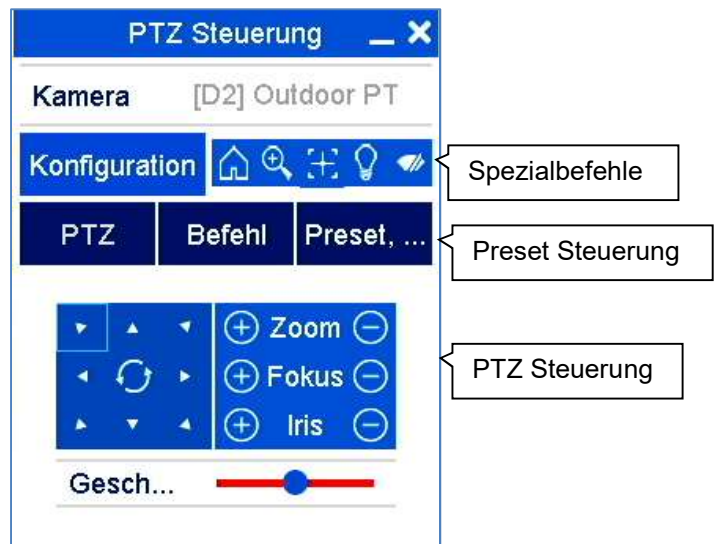 PTZ Steuerung
Kamera [D2] Outdoor PT
Konfiguration
Spezialbefehle
PTZ Befehl Preset, ...
Preset Steuerung
Zoom
Fokus
Iris
PTZ Steuerung
Gesch...